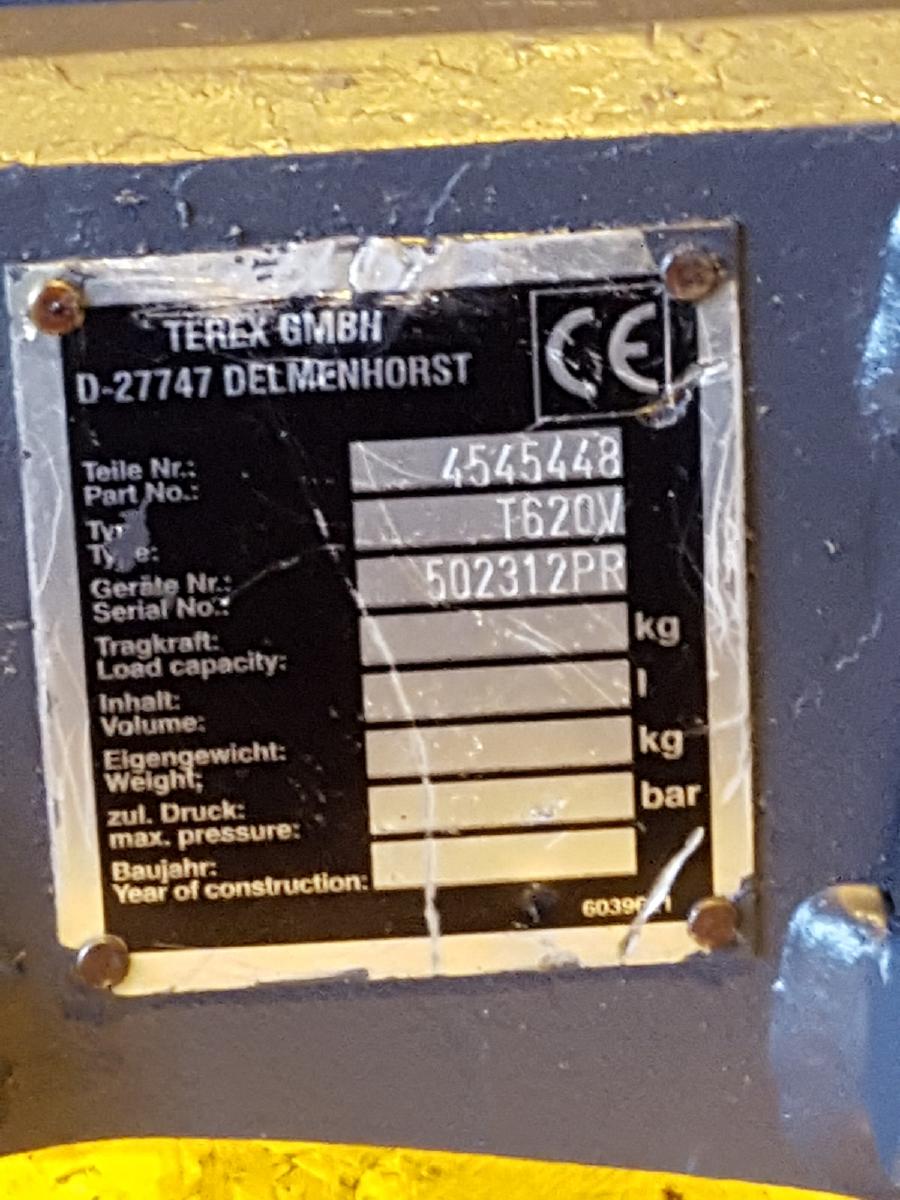 TEREX GMBH
D-27747 DELMENHORST
CE
Teile Nr.:
Part No.: 4545448
Type: T620V
Geräte Nr.:
Serial No.: 502312PR
Tragkraft:
Load capacity: kg
Inhalt:
Volume: l
Eigengewicht:
Weight; kg
zul. Druck:
max. pressure: bar
Baujahr:
Year of construction: